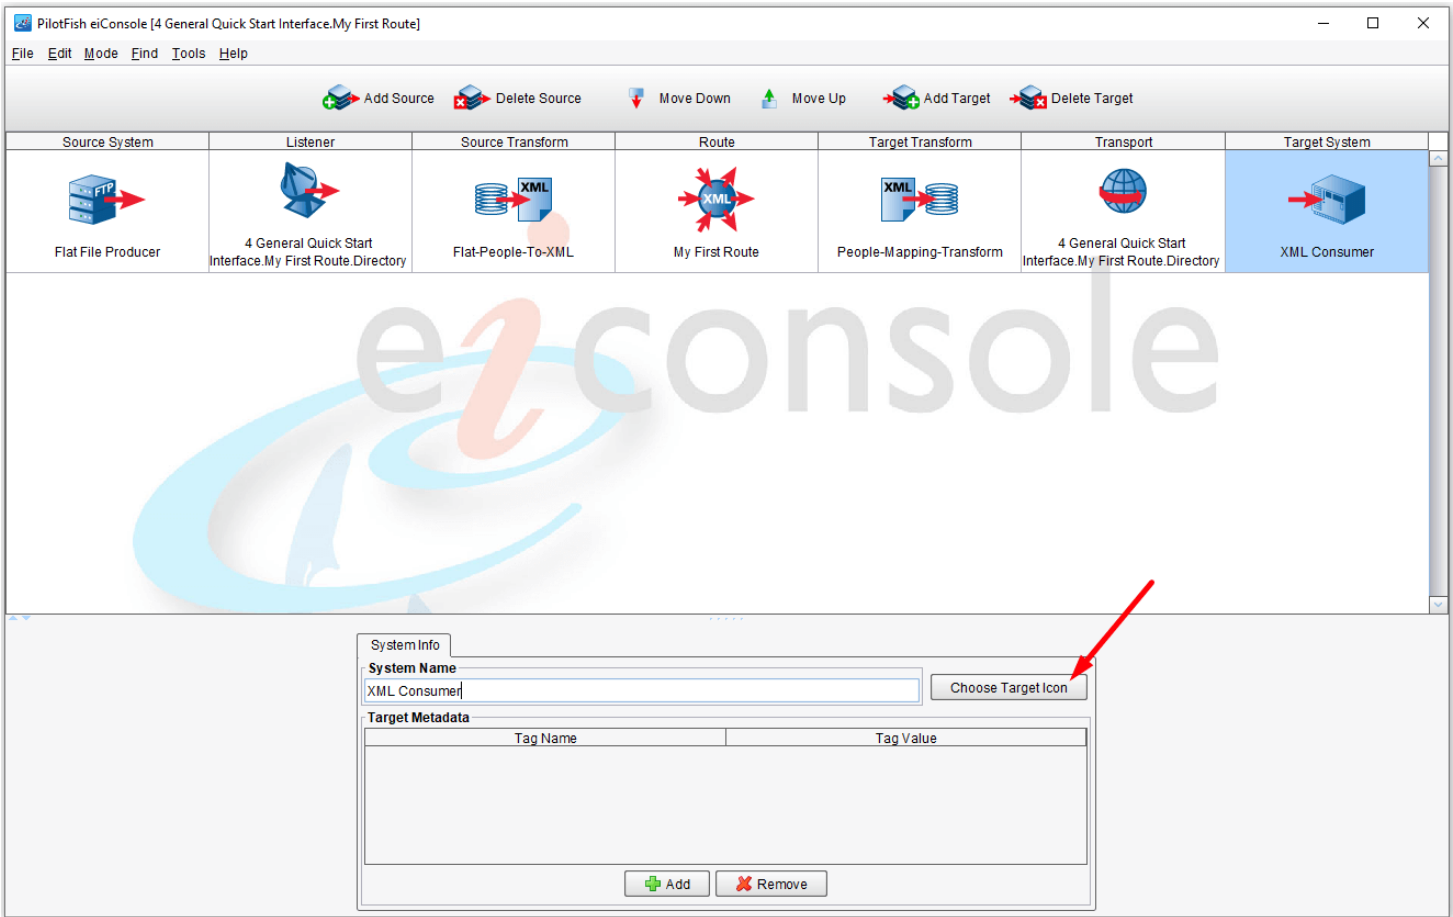 PilotFish eiConsole [4 General Quick Start Interface.My First Route]
File Edit Mode Find Tools Help
Add Source Delete Source Move Down Move Up Add Target Delete Target
Source System Listener Source Transform Route Target Transform Transport Target System
FTP XML XML XML
Flat File Producer
4 General Quick Start
Interface.My First Route.Directory
Flat-People-To-XML
My First Route
People-Mapping-Transform
4 General Quick Start
Interface.My First Route.Directory
XML Consumer
eiconsole
System Info
System Name
XML Consumer
Choose Target Icon
Target Metadata
Tag Name Tag Value
Add Remove